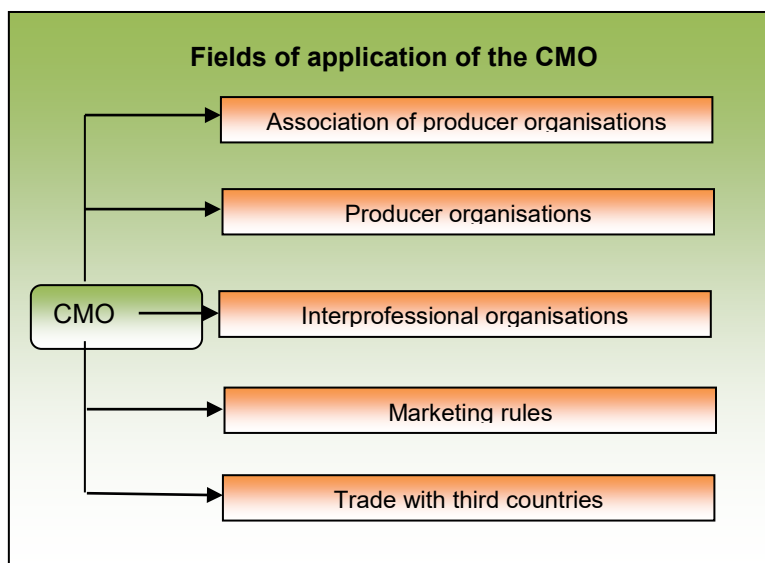 Fields of application of the CMO
Association of producer organisations
Producer organisations
CMO
Interprofessional organisations
Marketing rules
Trade with third countries